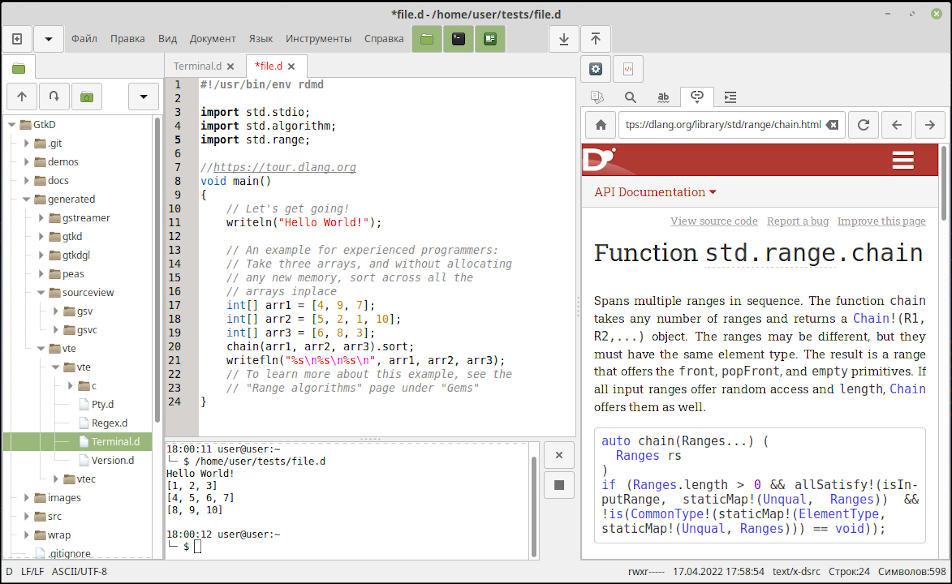 *file.d - /home/user/tests/file.d
Файл Правка Вид Документ Язык Инструменты Справка
GtkD
.git
demos
docs
generated
gstreamer
gtkd
gtkdgl
peas
sourceview
gsv
gsvc
vte
vte
c
Pty.d
Regex.d
Terminal.d
Version.d
vtec
images
src
wrap
.gitignore
Terminal.d *file.d
1 #!/usr/bin/env rdmd
2
3 import std.stdio;
4 import std.algorithm;
5 import std.range;
6
7 //https://tour.dlang.org
8 void main()
9 {
10 // Let's get going!
11 writeln("Hello World!");
12
13 // An example for experienced programmers:
14 // Take three arrays, and without allocating
15 // any new memory, sort across all the
16 // arrays inplace
17 int[] arr1 = [4, 9, 7];
18 int[] arr2 = [5, 2, 1, 10];
19 int[] arr3 = [6, 8, 3];
20 chain(arr1, arr2, arr3).sort;
21 writefln("%s\n%s\n%s\n", arr1, arr2, arr3);
22 // To learn more about this example, see the
23 // "Range algorithms" page under "Gems"
24 }
18:00:11 user@user:~
└─ $ /home/user/tests/file.d
Hello World!
[1, 2, 3]
[4, 5, 6, 7]
[8, 9, 10]
18:00:12 user@user:~
└─ $
ab
tps://dlang.org/library/std/range/chain.html
D
API Documentation
View source code Report a bug Improve this page
Function std.range.chain
Spans multiple ranges in sequence. The function chain
takes any number of ranges and returns a Chain!(R1,
R2,...) object. The ranges may be different, but they
must have the same element type. The result is a range
that offers the front, popFront, and empty primitives. If
all input ranges offer random access and length, Chain
offers them as well.
auto chain(Ranges...) (
Ranges rs
)
if (Ranges.length > 0 && allSatisfy!(isIn-
putRange, staticMap!(Unqual, Ranges)) &&
!is(CommonType!(staticMap!(ElementType,
staticMap!(Unqual, Ranges))) == void));
D LF/LF ASCII/UTF-8
rwxr----- 17.04.2022 17:58:54 text/x-dsrc Строк:24 Символов:598